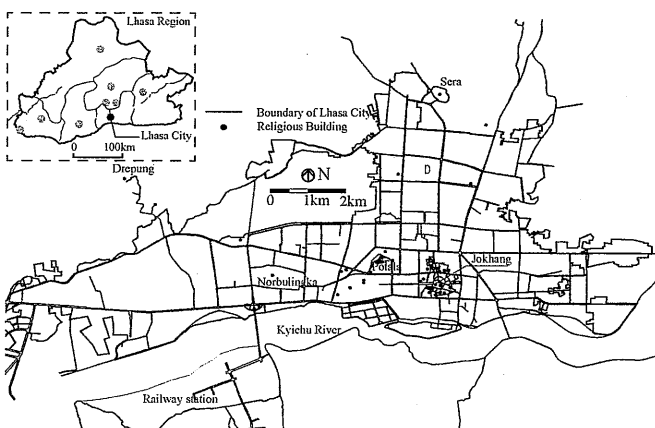 Lhasa Region
Lhasa City
0 100km
Sera
Boundary of Lhasa City
Religious Building
Drepung
N
0 1km 2km
D
Potala
Jokhang
Norbulingka
Kyichu River
Railway station